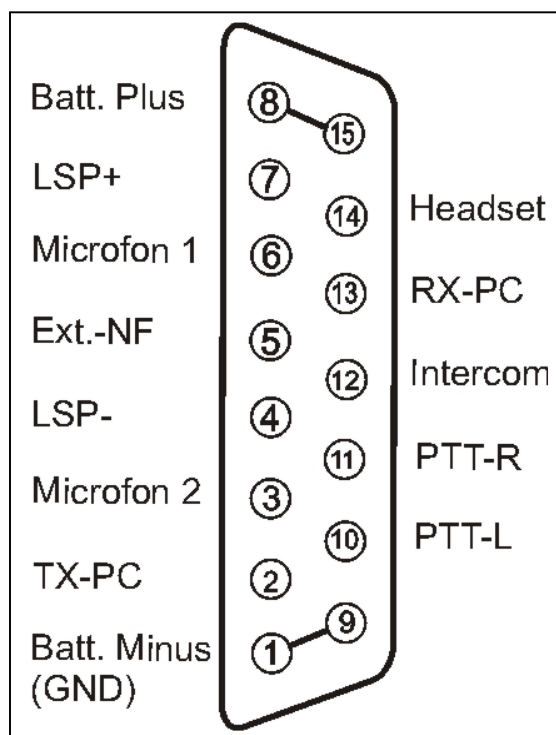 Batt. Plus
8
15
LSP+
7
14
Headset
Microfon 1
6
13
RX-PC
Ext.-NF
5
12
Intercom
LSP-
4
11
PTT-R
Microfon 2
3
10
PTT-L
TX-PC
2
9
Batt. Minus
(GND)
1